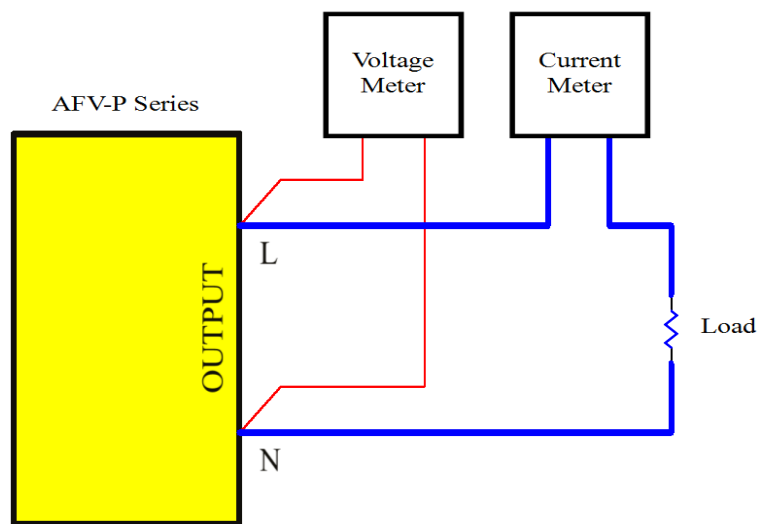 Voltage
Meter
Current
Meter
AFV-P Series
OUTPUT
L
N
Load